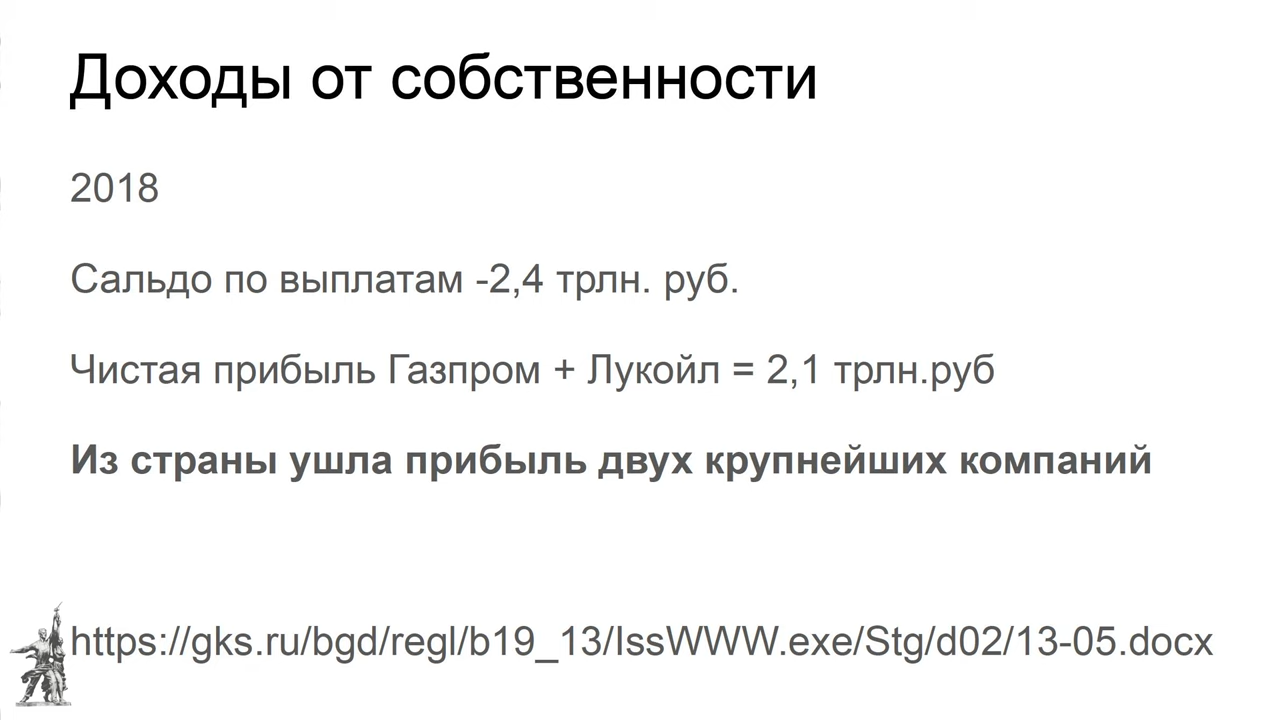 Доходы от собственности
2018
Сальдо по выплатам -2,4 трлн. руб.
Чистая прибыль Газпром + Лукойл = 2,1 трлн.руб
Из страны ушла прибыль двух крупнейших компаний
https://gks.ru/bgd/regl/b19_13/IssWWW.exe/Stg/d02/13-05.docx